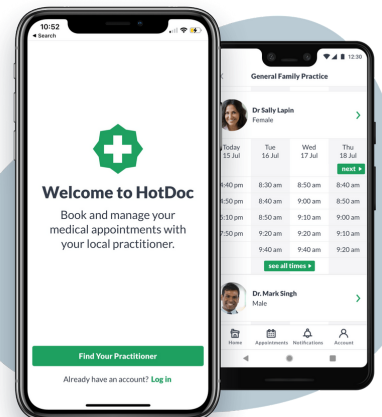 10:52
◄ Search
Welcome to HotDoc
Book and manage your
medical appointments with
your local practitioner.
Find Your Practitioner
Already have an account? Log in
12:30
General Family Practice
Dr Sally Lapin
Female
Today Tue Wed Thu
15 Jul 16 Jul 17 Jul 18 Jul
next ▸
4:40 pm 8:30 am 8:50 am 8:40 am
4:50 pm 8:40 am 9:00 am 8:50 am
5:10 pm 8:50 am 9:10 am 9:00 am
7:50 pm 9:20 am 9:20 am 9:10 am
9:40 am 9:40 am 9:20 am
see all times ▸
Dr. Mark Singh
Male
Home Appointments Notifications Account